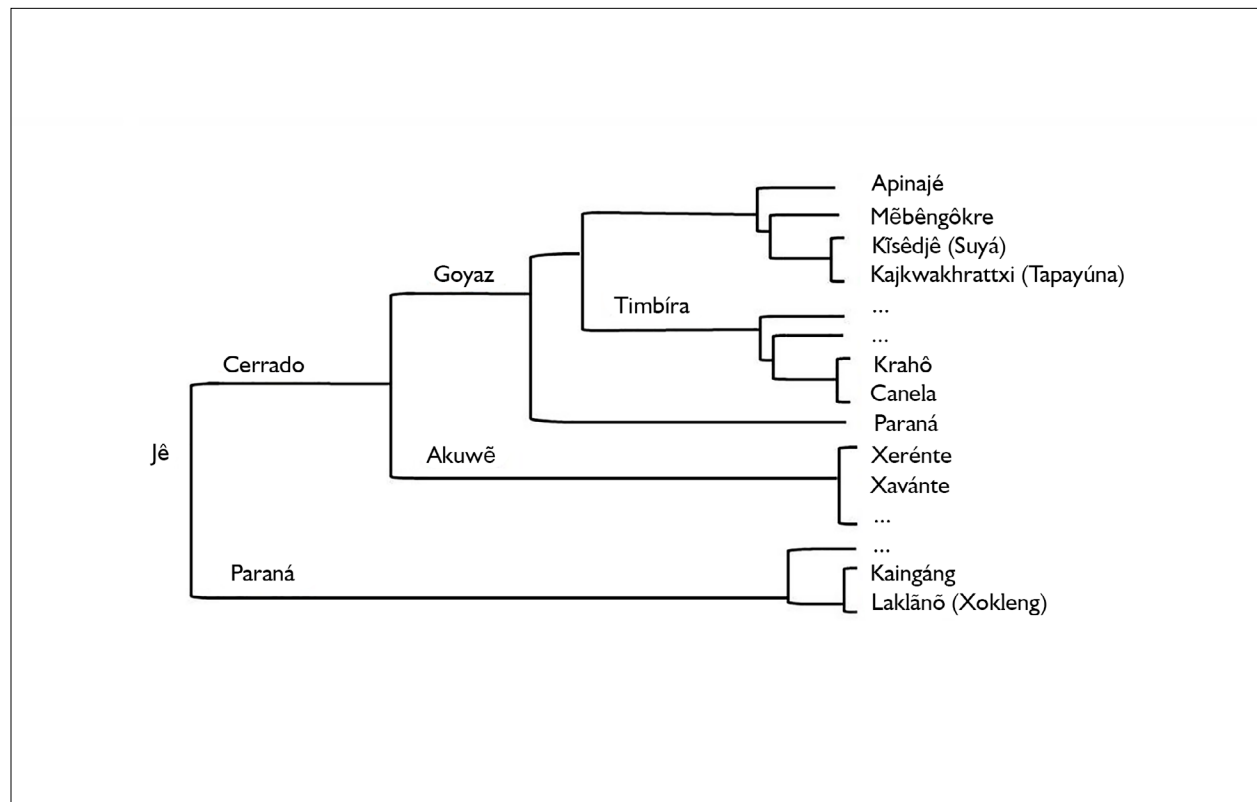 Apinajé
Mẽbêngôkre
Kĩsêdjê (Suyá)
Goyaz
Kajkwakhrattxi (Tapayúna)
Timbíra
...
...
Cerrado
Krahô
Canela
Paraná
Jê
Akuwẽ
Xerénte
Xavánte
...
...
Paraná
Kaingáng
Laklãnõ (Xokleng)